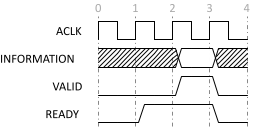 0 1 2 3 4
ACLK
INFORMATION
VALID
READY